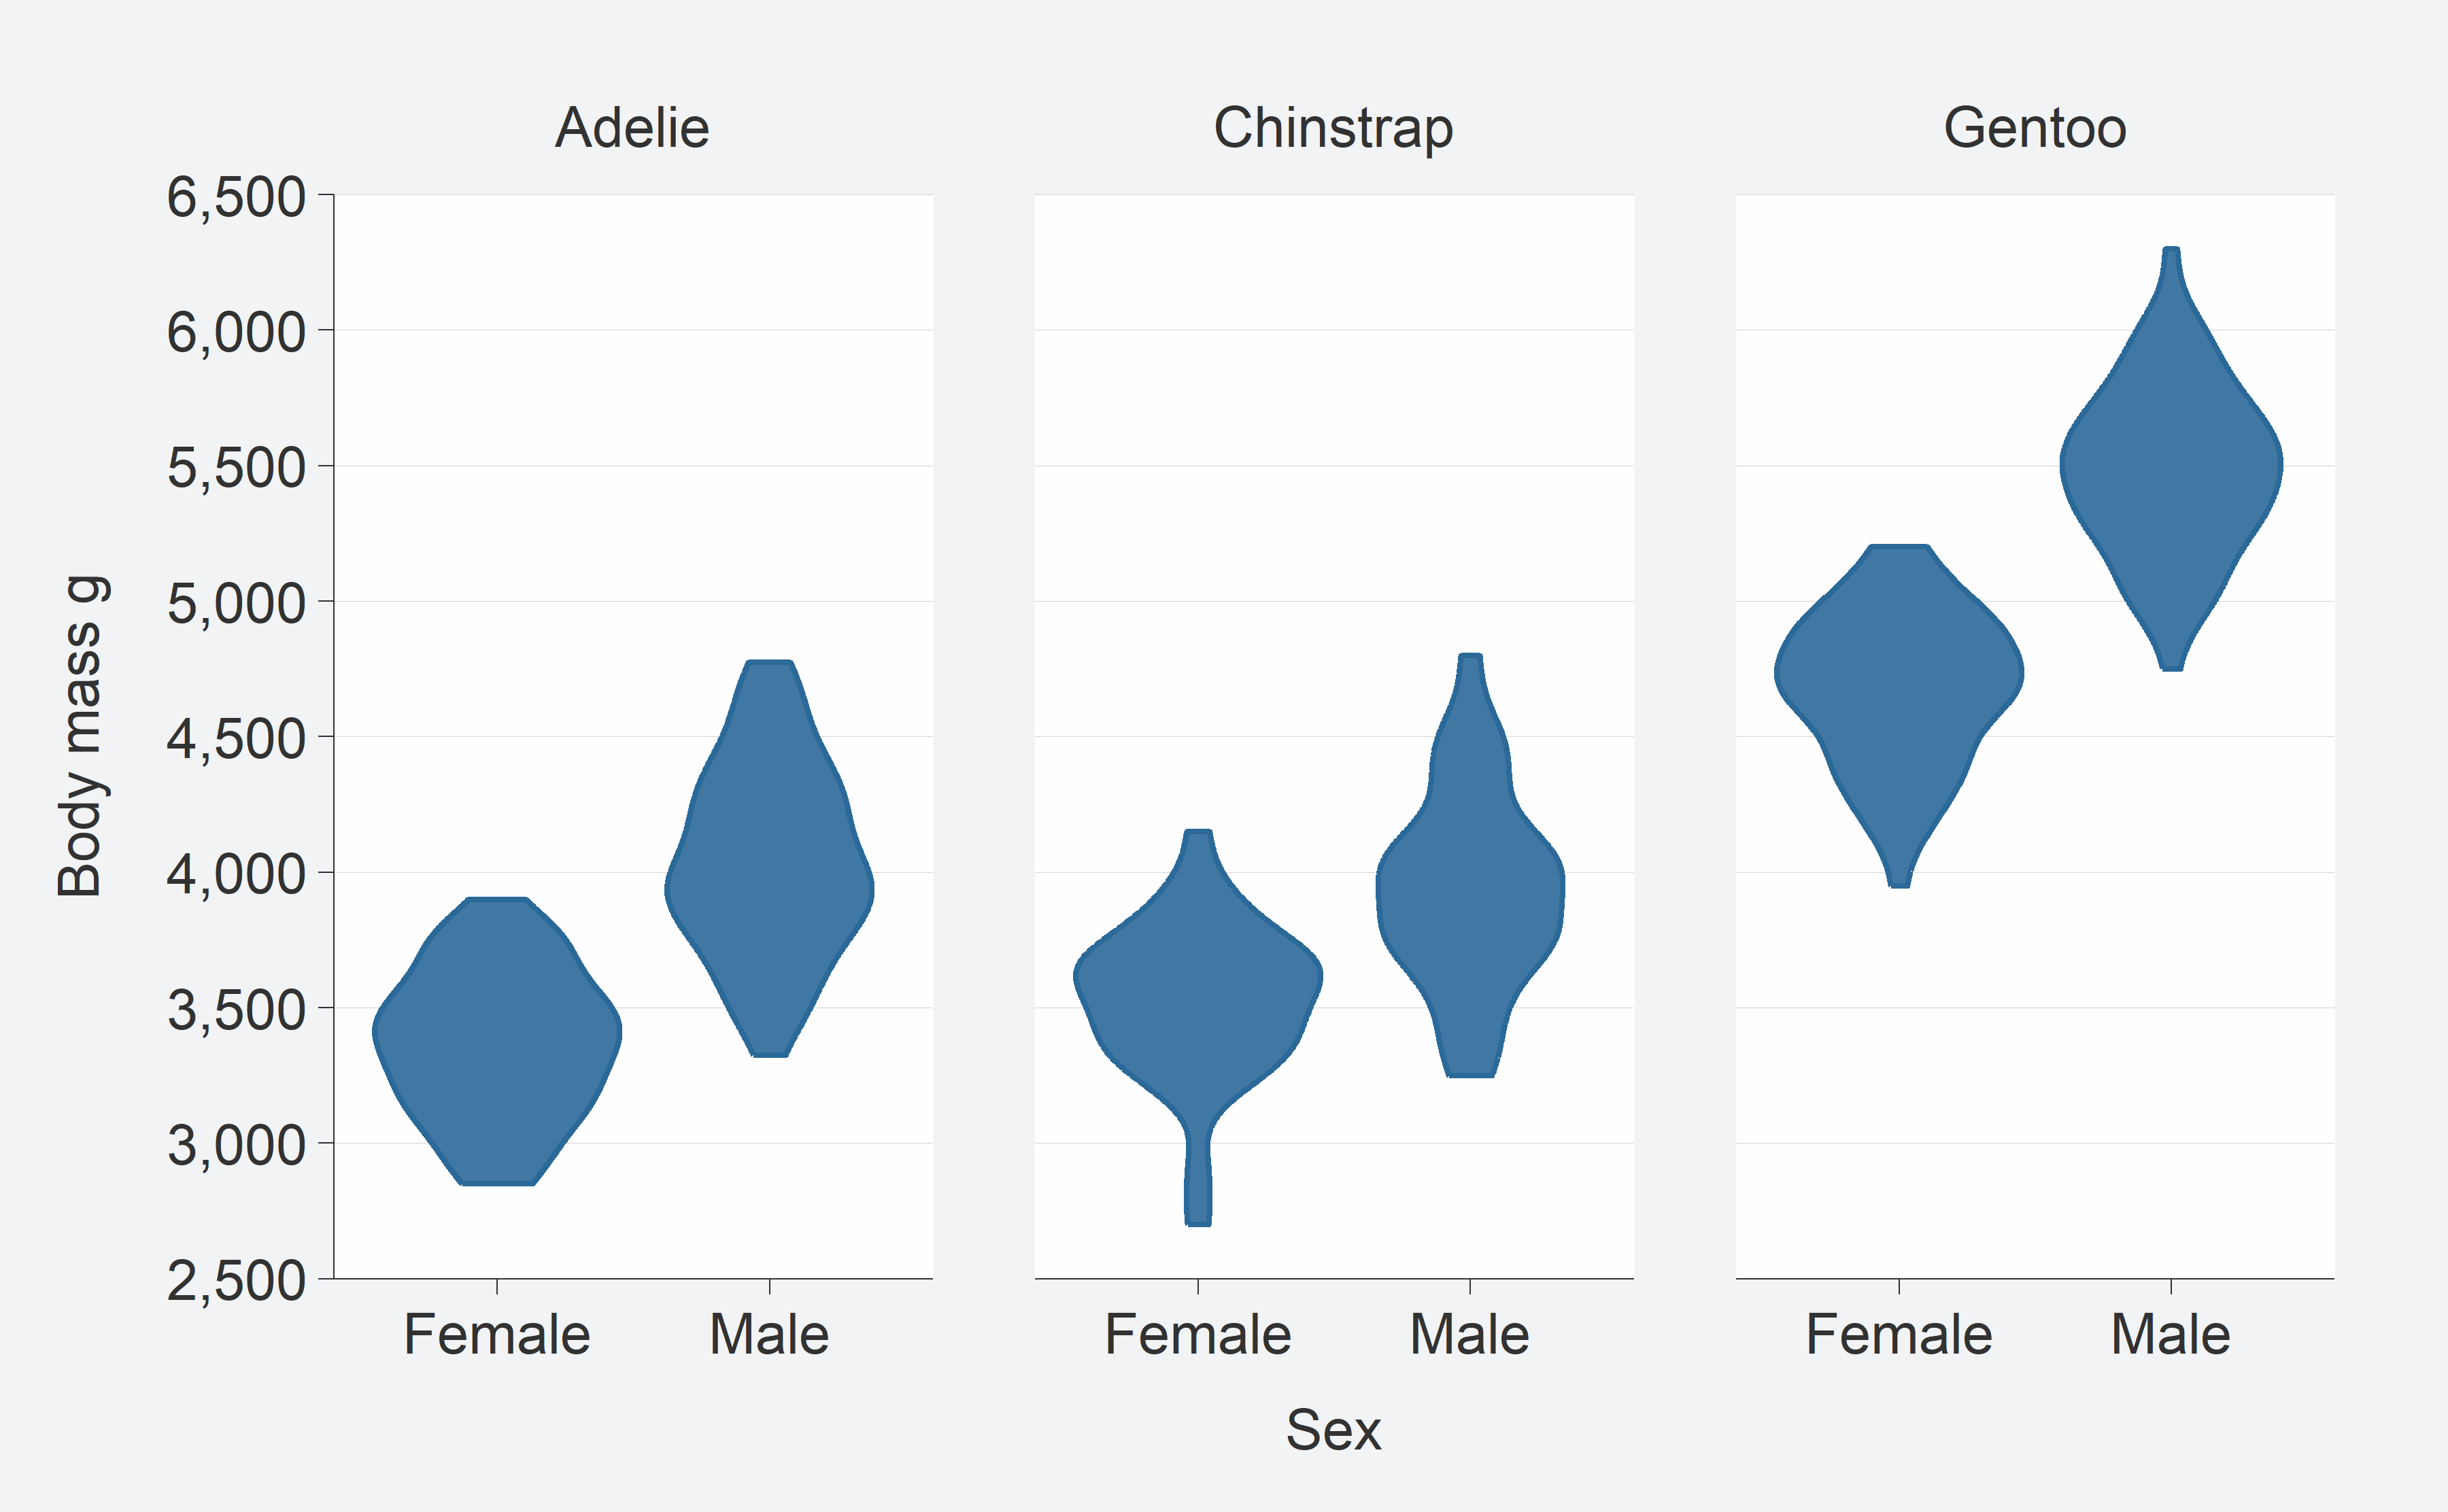 Adelie
Chinstrap
Gentoo
6,500
6,000
5,500
5,000
4,500
4,000
3,500
3,000
2,500
Body mass g
Female Male
Female Male
Female Male
Sex